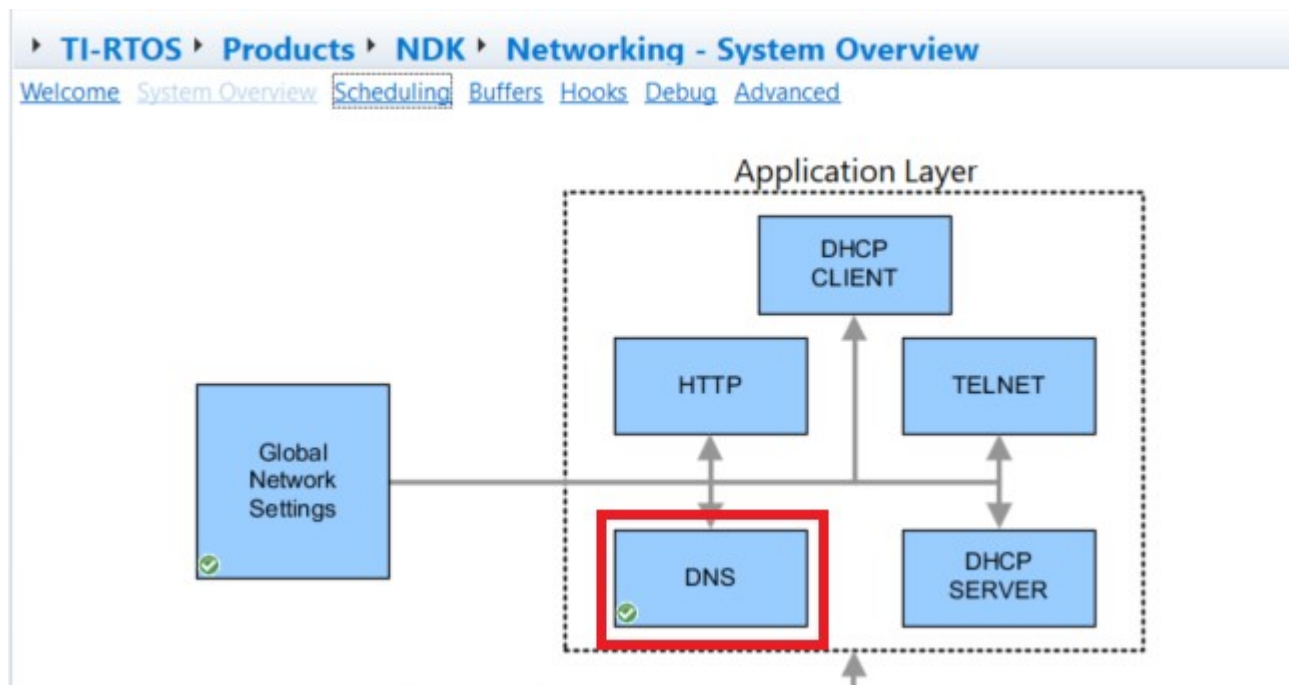 TI-RTOS Products NDK Networking - System Overview
Welcome System Overview Scheduling Buffers Hooks Debug Advanced
Application Layer
DHCP
CLIENT
HTTP
TELNET
Global
Network
Settings
DNS
DHCP
SERVER